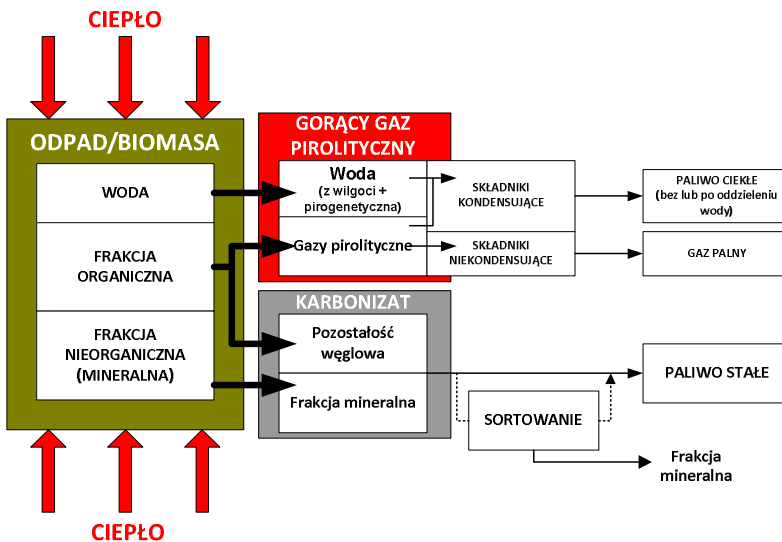 CIEPŁO
ODPAD/BIOMASA
WODA
FRAKCJA
ORGANICZNA
FRAKCJA
NIEORGANICZNA
(MINERALNA)
CIEPŁO
GORĄCY GAZ
PIROLITYCZNY
Woda
(z wilgoci +
pirogenetyczna)
Gazy pirolityczne
SKŁADNIKI
KONDENSUJĄCE
SKŁADNIKI
NIEKONDENSUJĄCE
PALIWO CIEKŁE
(bez lub po oddzieleniu
wody)
GAZ PALNY
KARBONIZAT
Pozostałość
węglowa
Frakcja mineralna
SORTOWANIE
PALIWO STAŁE
Frakcja
mineralna